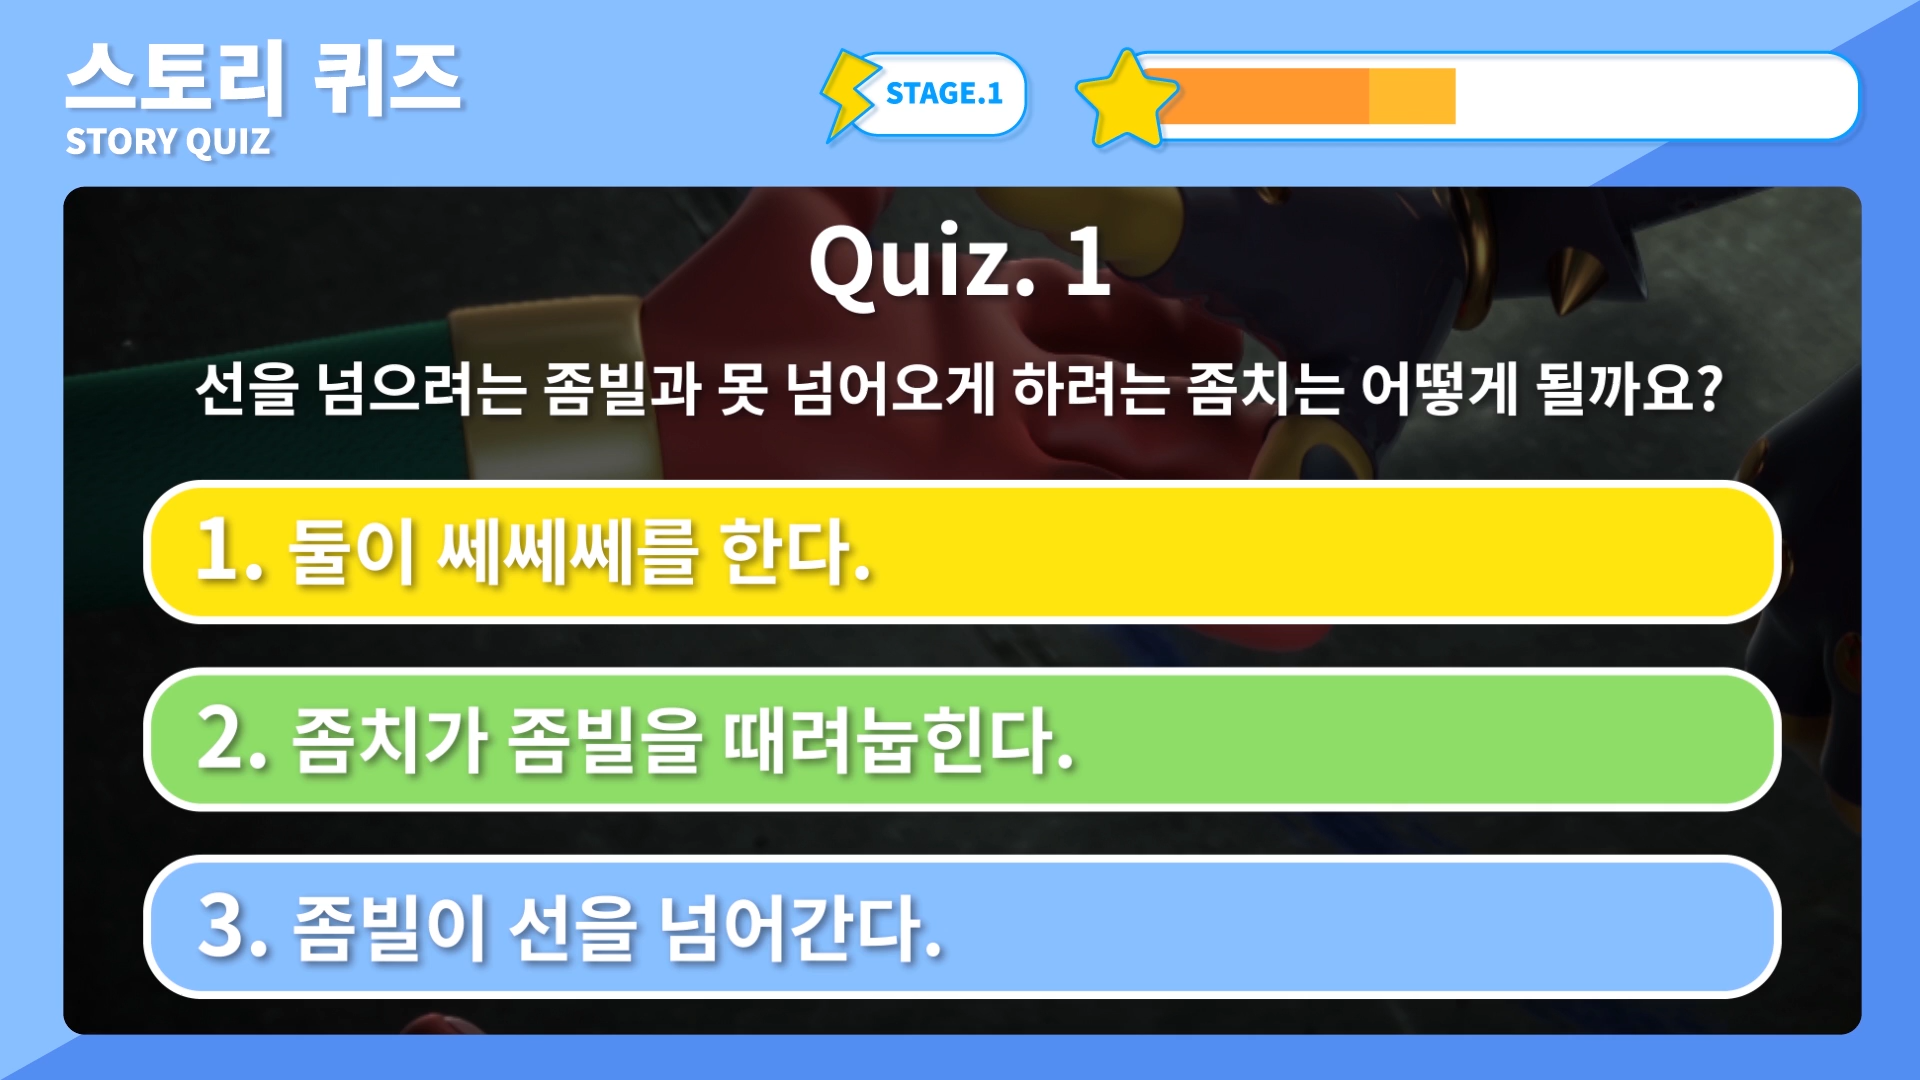 스토리 퀴즈
STORY QUIZ
STAGE.1
Quiz. 1
선을 넘으려는 좀빌과 못 넘어오게 하려는 좀치는 어떻게 될까요?
1. 둘이 쎄쎄쎄를 한다.
2. 좀치가 좀빌을 때려눕힌다.
3. 좀빌이 선을 넘어간다.